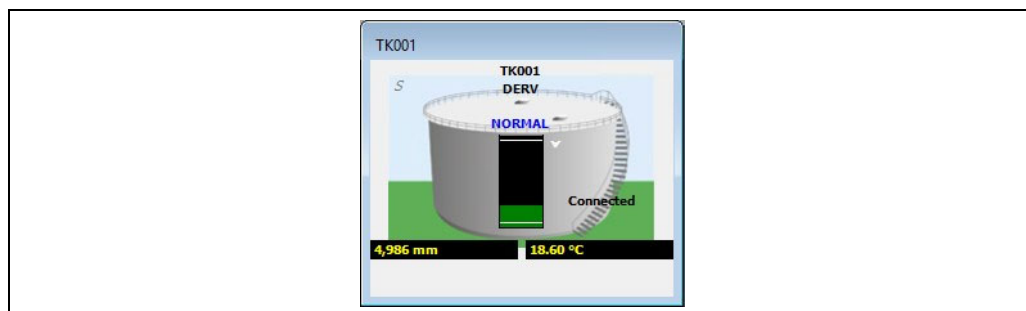 TK001
TK001
S
DERV
NORMAL
Connected
4,986 mm 18.60 °C